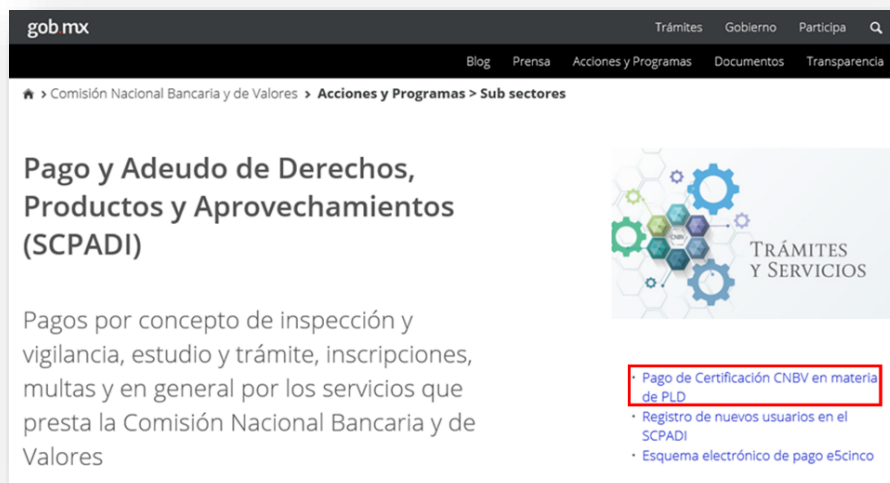 gob.mx
Trámites Gobierno Participa
Blog Prensa Acciones y Programas Documentos Transparencia
> Comisión Nacional Bancaria y de Valores > Acciones y Programas > Sub sectores
Pago y Adeudo de Derechos,
Productos y Aprovechamientos
(SCPADI)
CNBV
TRÁMITES
Y SERVICIOS
Pagos por concepto de inspección y
vigilancia, estudio y trámite, inscripciones,
multas y en general por los servicios que
presta la Comisión Nacional Bancaria y de
Valores
· Pago de Certificación CNBV en materia
de PLD
· Registro de nuevos usuarios en el
SCPADI
· Esquema electrónico de pago e5cinco